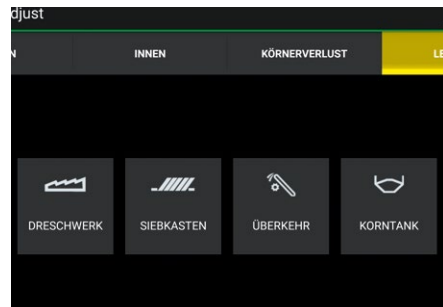 djust
N
INNEN
KÖRNERVERLUST
LE
DRESCHWERK
SIEBKASTEN
ÜBERKEHR
KORNTANK